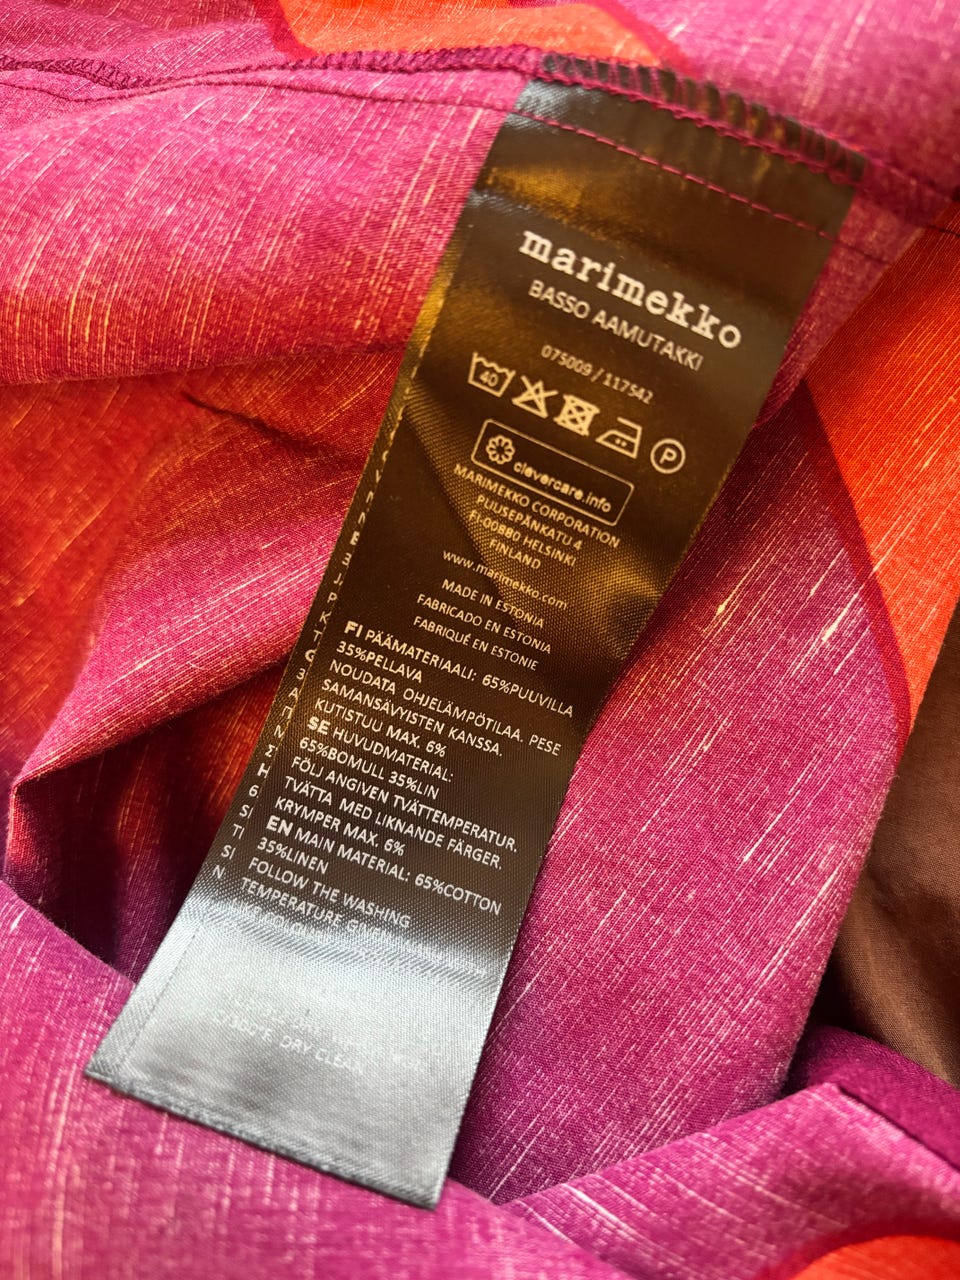 marimekko
BASSO AAMUTAKKI
075009 / 117542
40
P
clevercare.info
MARIMEKKO CORPORATION
PUUSEPÄNKATU 4
FI-00880 HELSINKI
FINLAND
www.marimekko.com
MADE IN ESTONIA
FABRICADO EN ESTONIA
FABRIQUÉ EN ESTONIE
FI PÄÄMATERIAALI: 65%PUUVILLA
35%PELLAVA
NOUDATA OHJELÄMPÖTILAA. PESE
SAMANSÄVYISTEN KANSSA.
KUTISTUU MAX. 6%
SE HUVUDMATERIAL:
65%BOMULL 35%LIN
FÖLJ ANGIVEN TVÄTTEMPERATUR.
TVÄTTA MED LIKNANDE FÄRGER.
KRYMPER MAX. 6%
EN MAIN MATERIAL: 65%COTTON
35%LINEN
FOLLOW THE WASHING
TEMPERATURE GIVEN.
DRY CLEAN